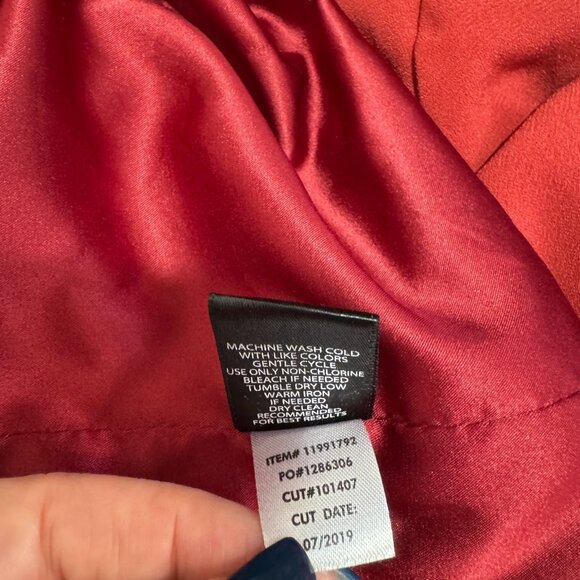 MACHINE WASH COLD
WITH LIKE COLORS
GENTLE CYCLE
USE ONLY NON-CHLORINE
BLEACH IF NEEDED
TUMBLE DRY LOW
WARM IRON
IF NEEDED
DRY CLEAN
RECOMMENDED
FOR BEST RESULTS
ITEM# 11991792
PO#1286306
CUT#101407
CUT DATE:
07/2019